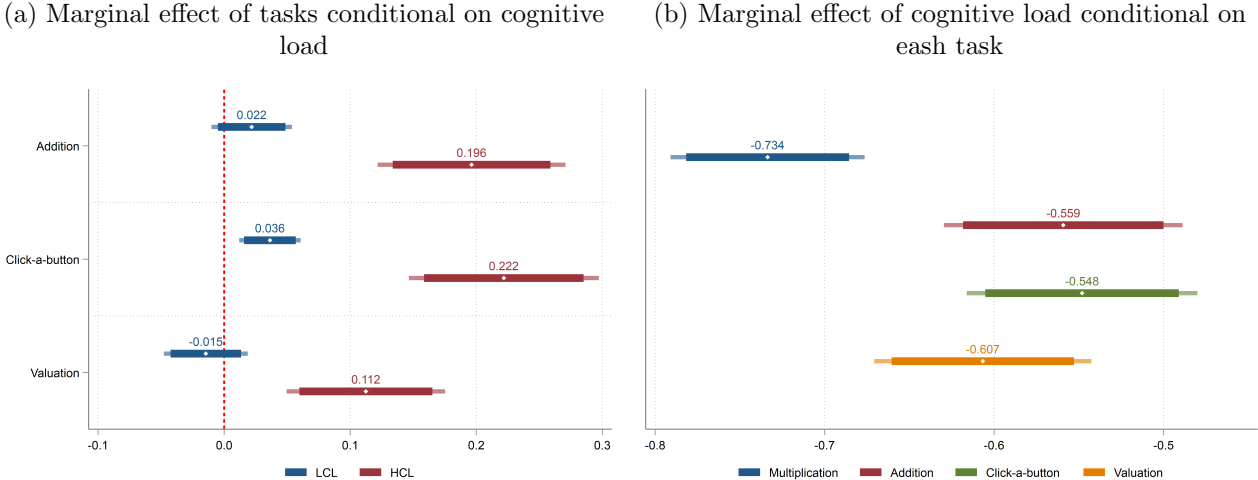 (a) Marginal effect of tasks conditional on cognitive
load
0.022
Addition
0.196
0.036
Click-a-button
0.222
-0.015
Valuation
0.112
-0.1 0.0 0.1 0.2 0.3
LCL HCL
(b) Marginal effect of cognitive load conditional on
eash task
-0.734
-0.559
-0.548
-0.607
-0.8 -0.7 -0.6 -0.5
Multiplication Addition Click-a-button Valuation